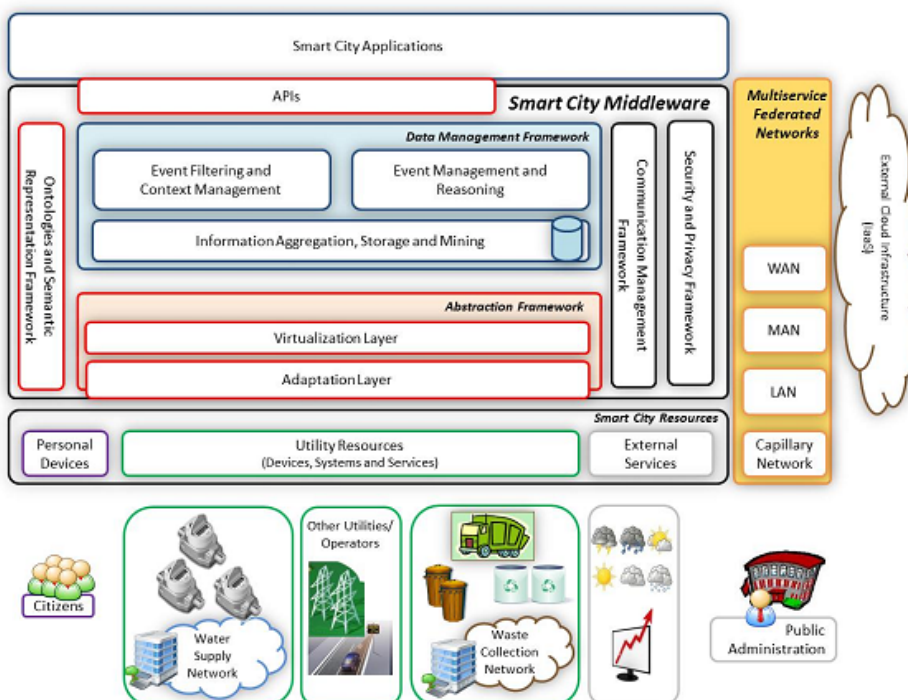 Smart City Applications
APIs
Smart City Middleware
Multiservice
Federated
Networks
Data Management Framework
Event Filtering and
Context Management
Event Management and
Reasoning
Information Aggregation, Storage and Mining
Ontologies and Semantic
Representation Framework
Communication Management
Framework
Security and Privacy Framework
External Cloud Infrastructure
(IaaS)
Abstraction Framework
Virtualization Layer
Adaptation Layer
WAN
MAN
LAN
Capillary
Network
Smart City Resources
Personal
Devices
Utility Resources
(Devices, Systems and Services)
External
Services
Other Utilities/
Operators
Citizens
Water
Supply
Network
Waste
Collection
Network
Public
Administration